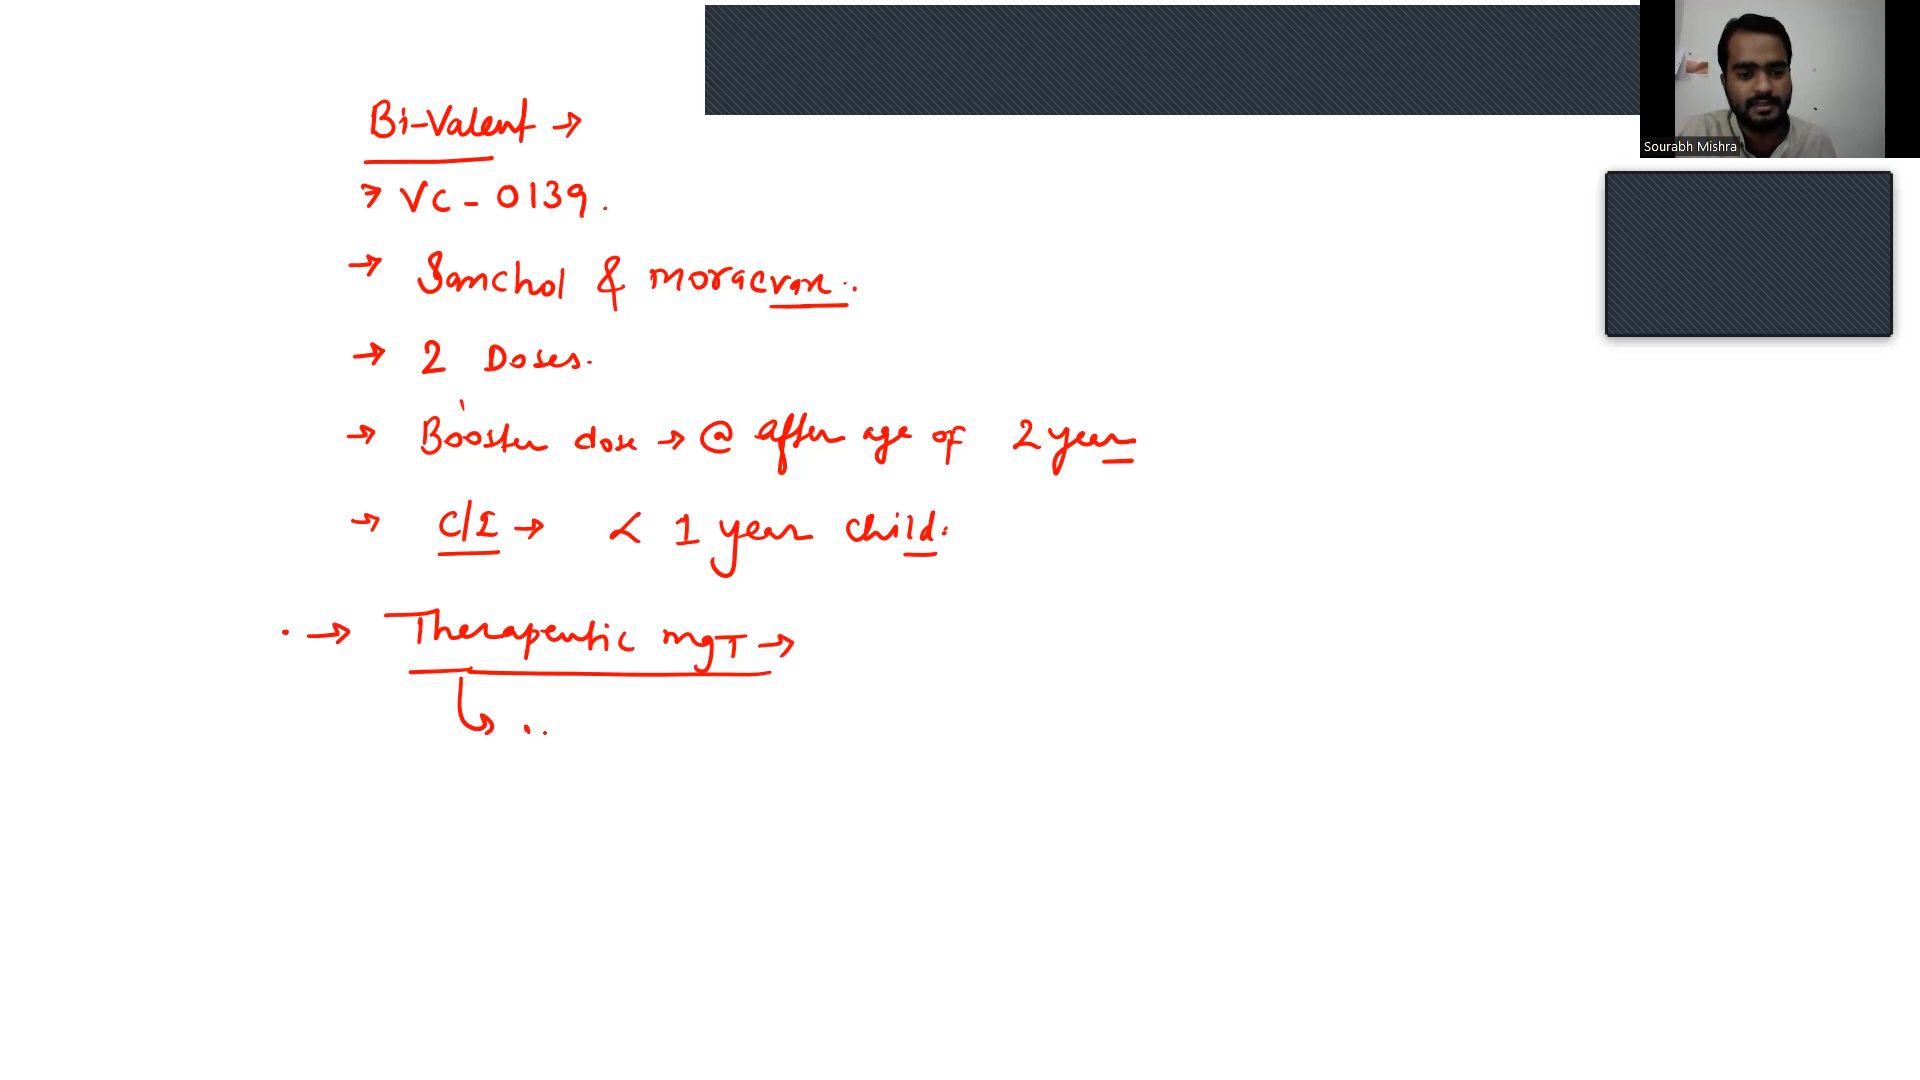 Bi-Valent →
→ VC - 0139.
→ Sanchol & moracvax.
→ 2 Doses.
→ Booster dose → @ after age of 2 year
→ C/I → < 1 year child.
. → Therapeutic mgT →
Sourabh Mishra